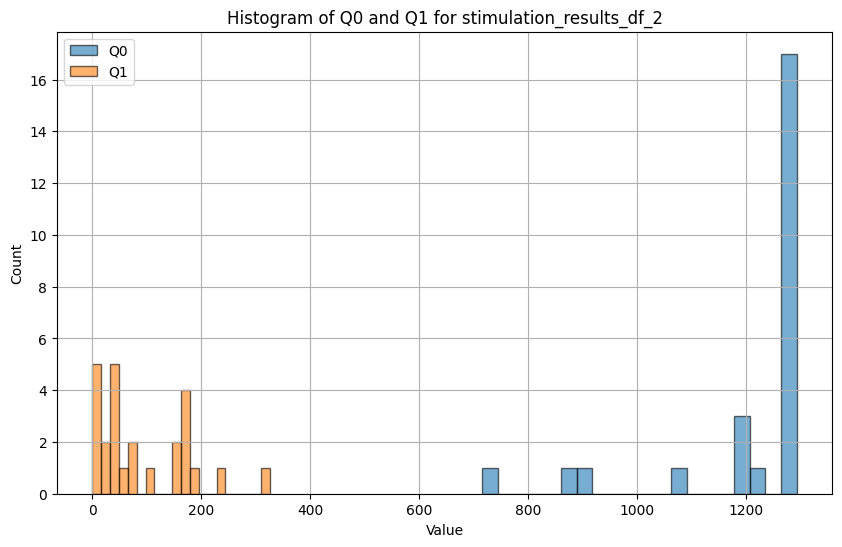 Histogram of Q0 and Q1 for stimulation_results_df_2
Q0
Q1
16
14
12
10
8
6
4
2
0
Count
0 200 400 600 800 1000 1200
Value